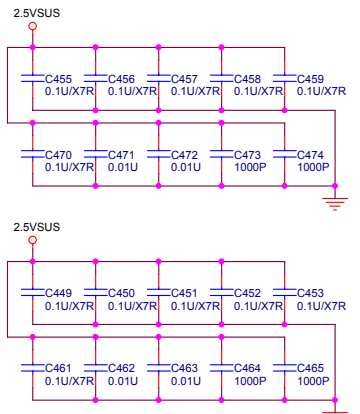 2.5VSUS
C455 C456 C457 C458 C459
0.1U/X7R 0.1U/X7R 0.1U/X7R 0.1U/X7R 0.1U/X7R
C470 C471 C472 C473 C474
0.1U/X7R 0.01U 0.01U 1000P 1000P
2.5VSUS
C449 C450 C451 C452 C453
0.1U/X7R 0.1U/X7R 0.1U/X7R 0.1U/X7R 0.1U/X7R
C461 C462 C463 C464 C465
0.1U/X7R 0.01U 0.01U 1000P 1000P